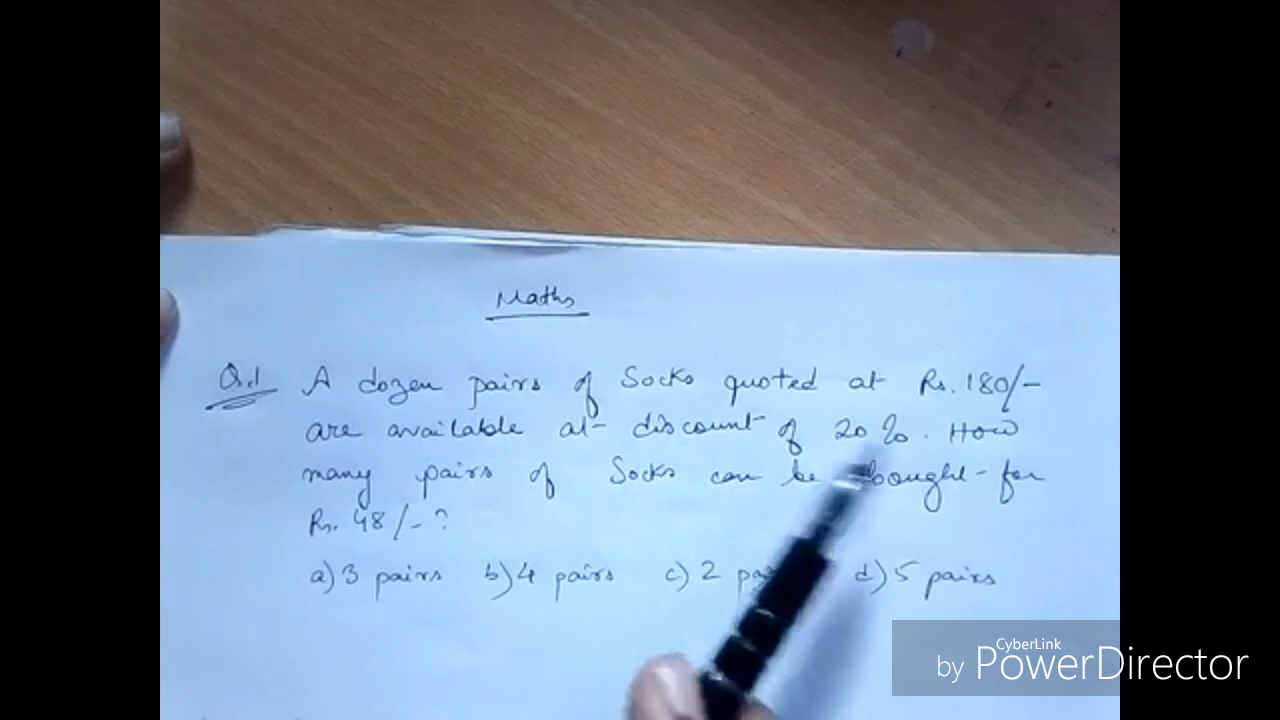 Maths
Q.1 A dozen pairs of Socks quoted at Rs. 180/-
are available at discount of 20%. How
many pairs of Socks can be bought for
Rs. 48/-?
a) 3 pairs b) 4 pairs c) 2 d) 5 pairs
CyberLink
by PowerDirector